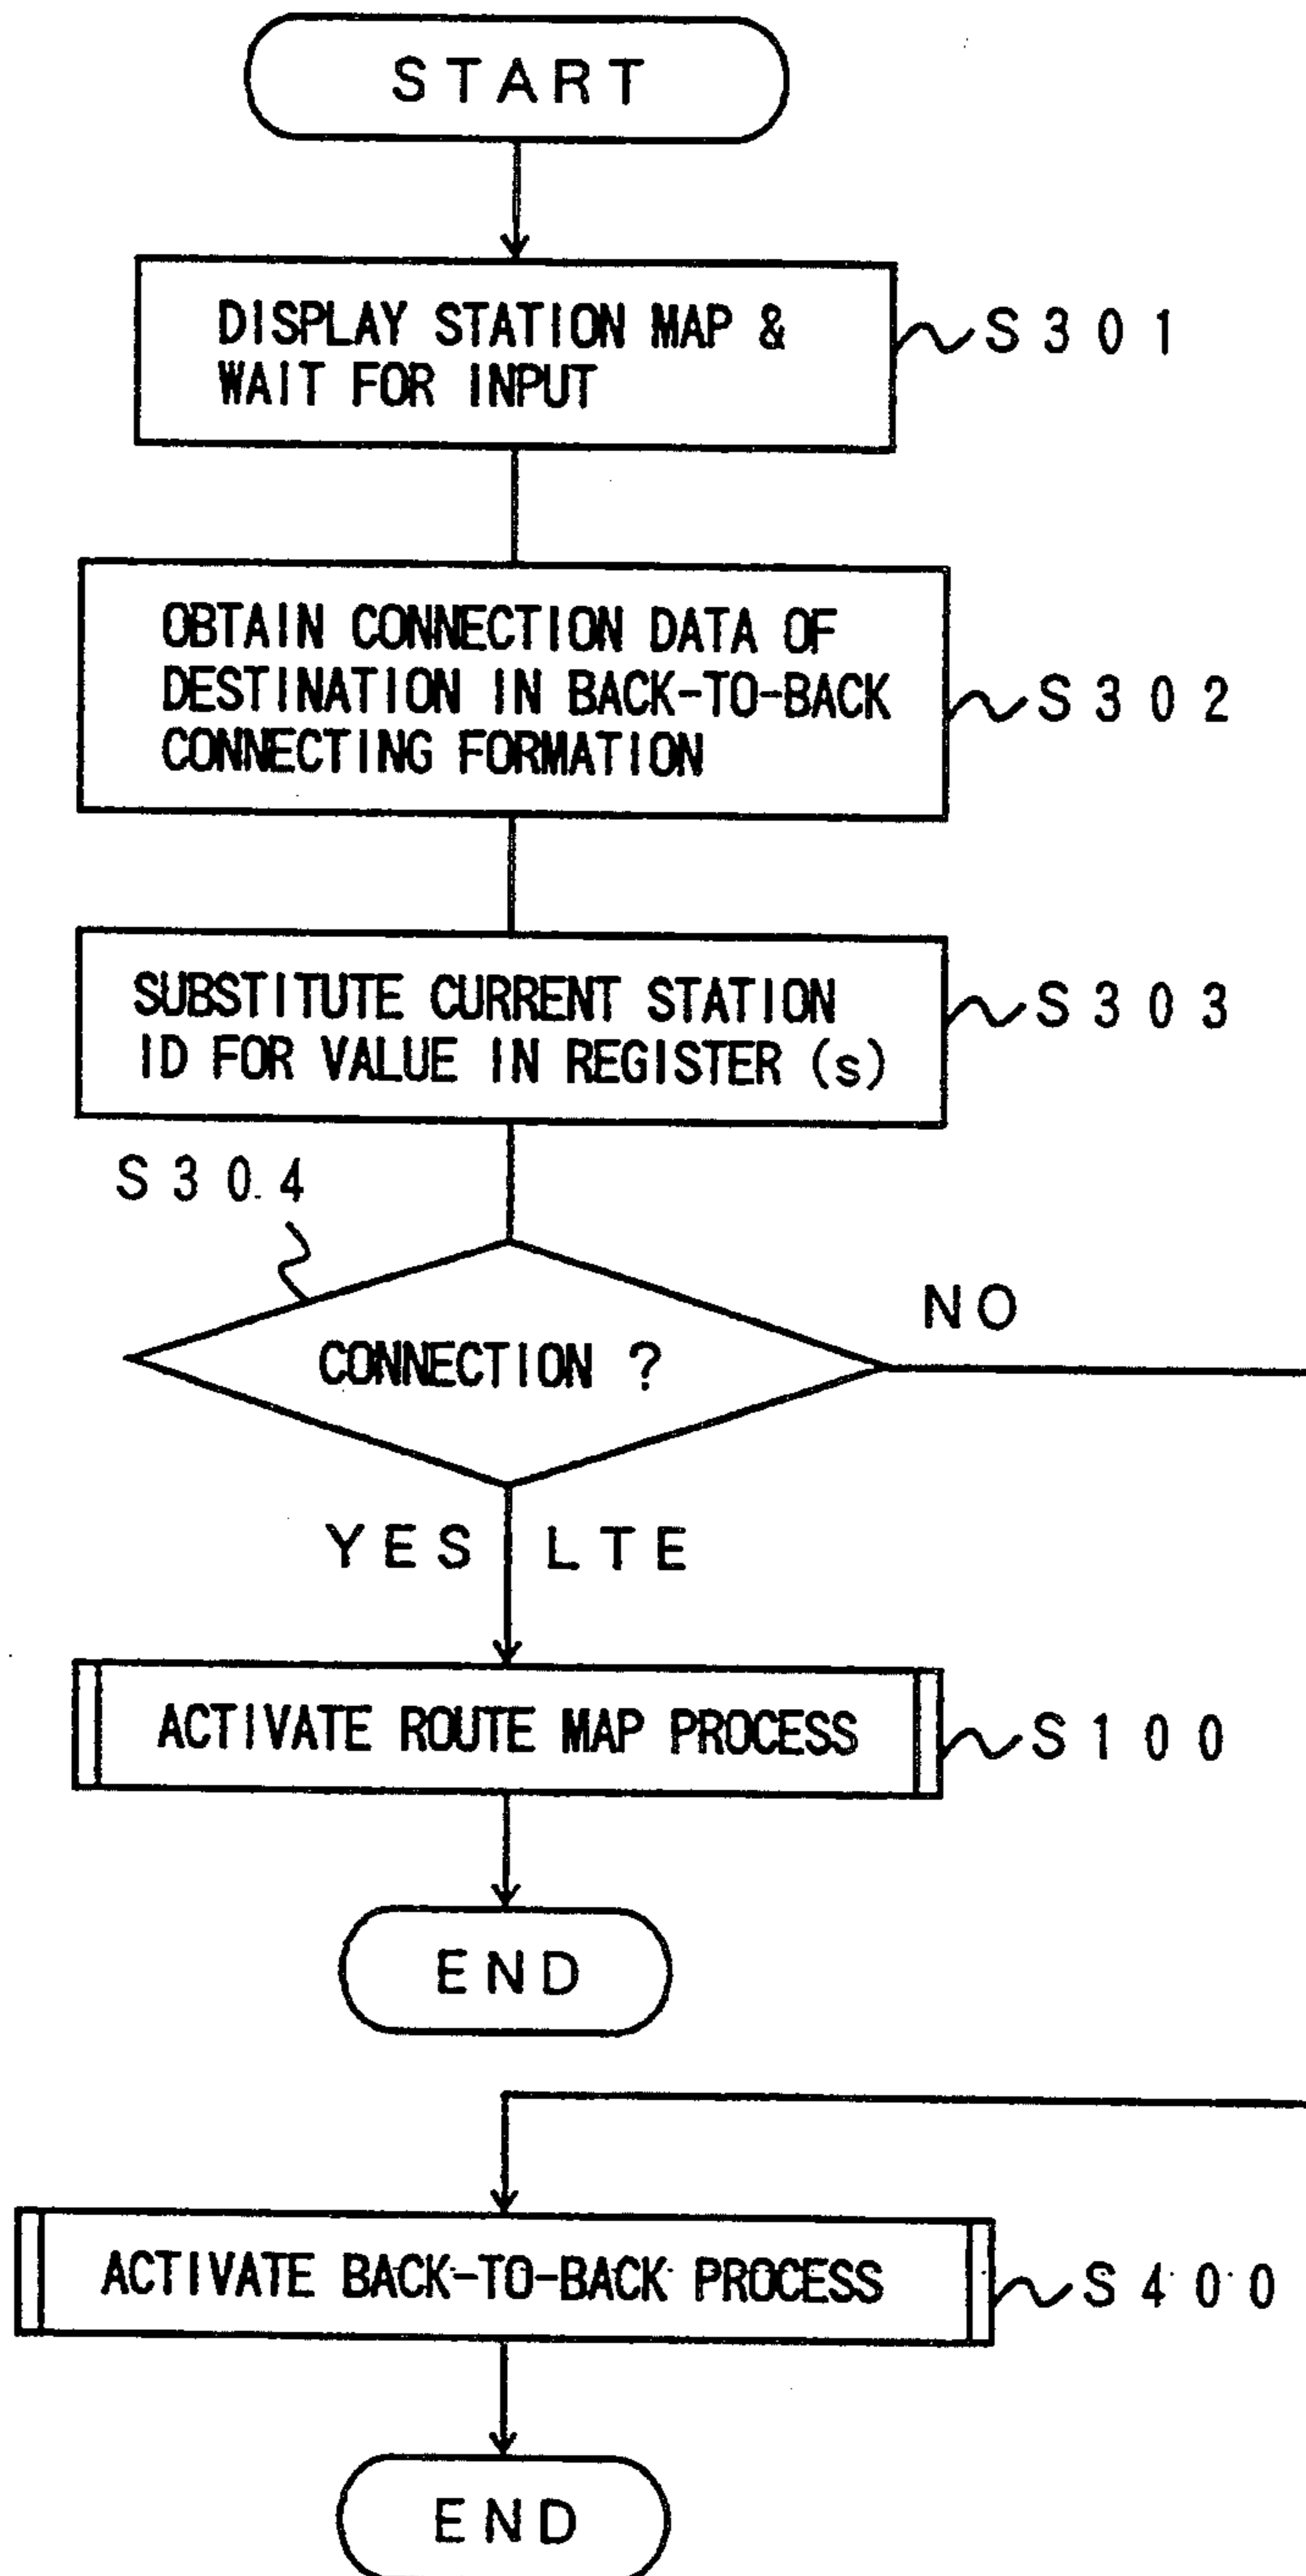 START
DISPLAY STATION MAP &
WAIT FOR INPUT
S301
OBTAIN CONNECTION DATA OF
DESTINATION IN BACK-TO-BACK
CONNECTING FORMATION
S302
SUBSTITUTE CURRENT STATION
ID FOR VALUE IN REGISTER (s)
S303
S304
CONNECTION ?
NO
YES LTE
ACTIVATE ROUTE MAP PROCESS
S100
END
ACTIVATE BACK-TO-BACK PROCESS
S400
END